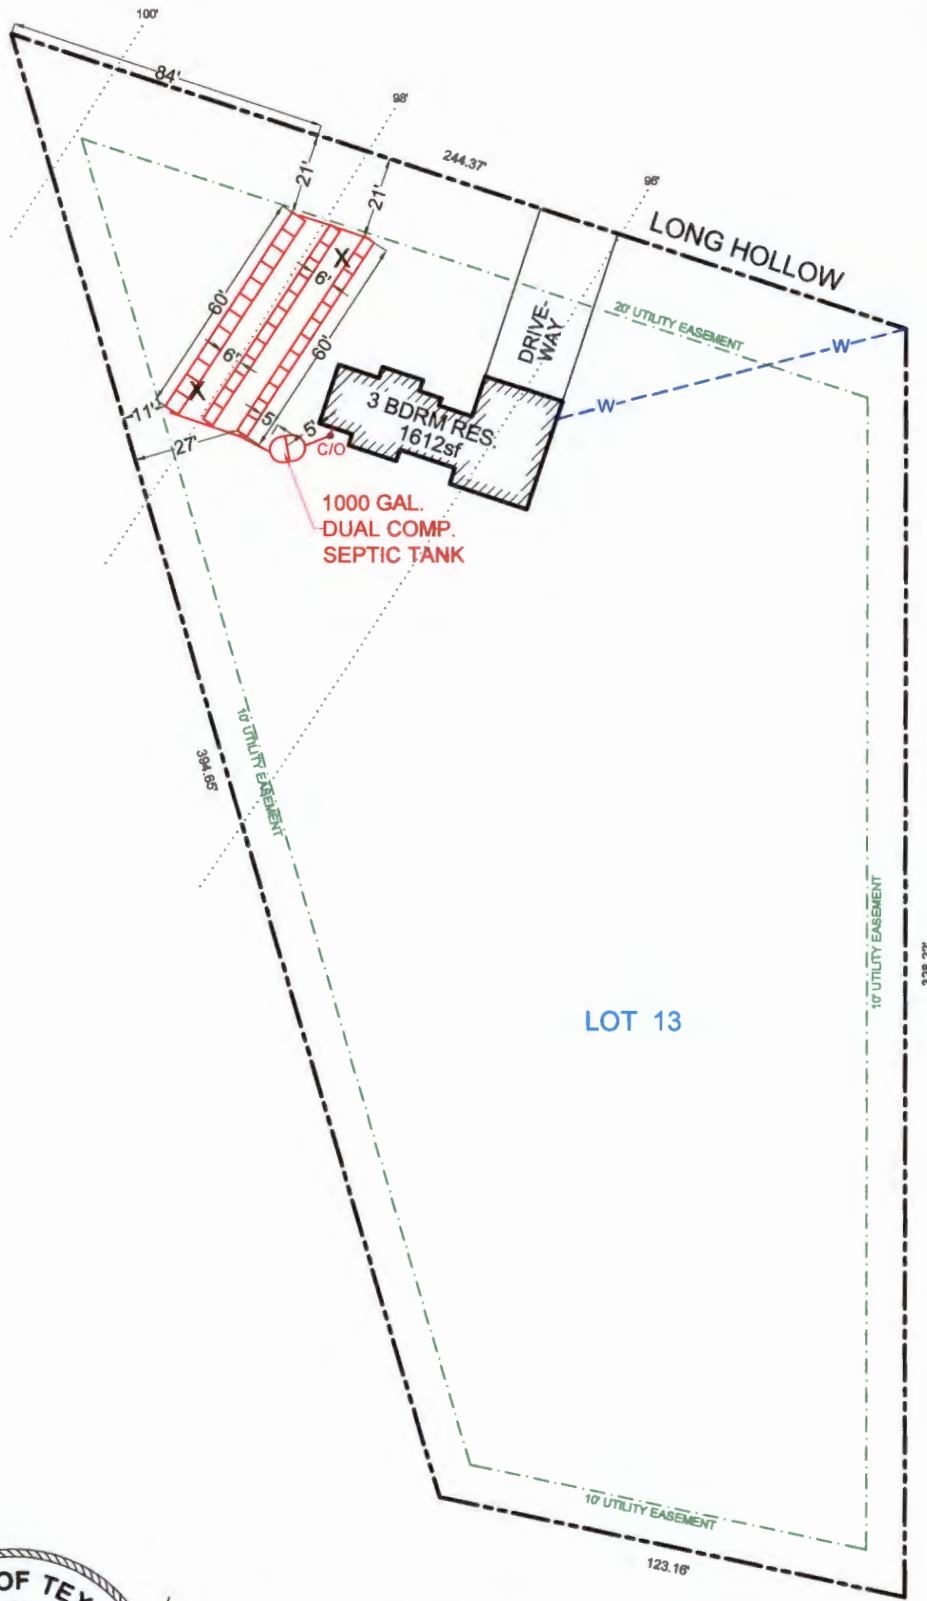 100'
84'
98'
244.37'
96'
21'
21'
LONG HOLLOW
20' UTILITY EASEMENT
DRIVE-
WAY
W
W
X
6'
60'
60'
6'
X
3 BDRM RES.
1612sf
11'
27'
5'
5'
C/O
1000 GAL.
DUAL COMP.
SEPTIC TANK
10' UTILITY EASEMENT
394.65'
10' UTILITY EASEMENT
LOT 13
10' UTILITY EASEMENT
123.16'
OF TEX